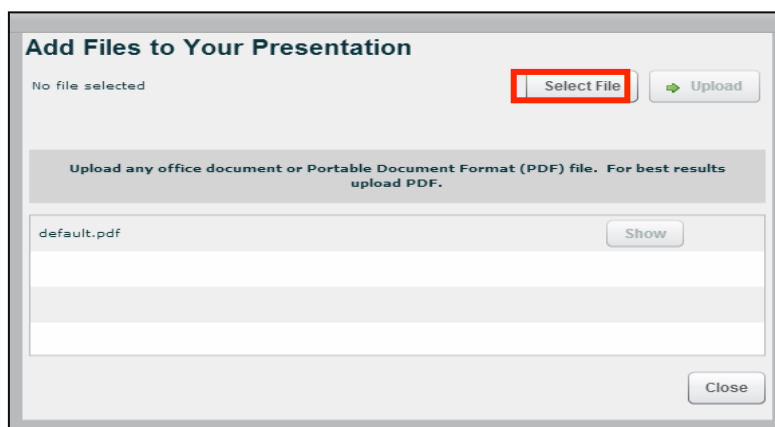 Add Files to Your Presentation
No file selected
Select File
Upload
Upload any office document or Portable Document Format (PDF) file. For best results
upload PDF.
default.pdf
Show
Close